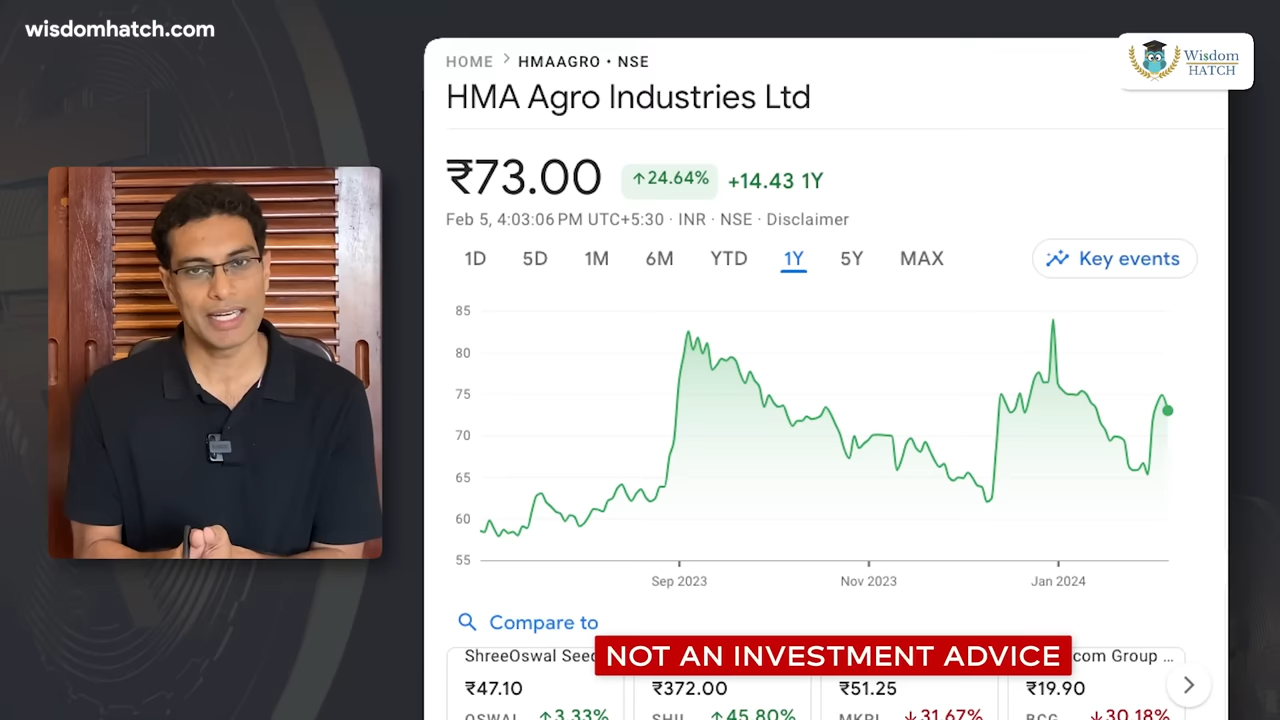 wisdomhatch.com
Wisdom
HATCH
HOME > HMAAGRO • NSE
HMA Agro Industries Ltd
₹73.00 ↑24.64% +14.43 1Y
Feb 5, 4:03:06 PM UTC+5:30 · INR · NSE · Disclaimer
1D 5D 1M 6M YTD 1Y 5Y MAX Key events
85
80
75
70
65
60
55
Sep 2023 Nov 2023 Jan 2024
Compare to
NOT AN INVESTMENT ADVICE
ShreeOswal Seed com Group ...
₹47.10 ₹372.00 ₹51.25 ₹19.90
OSWAL ↑3.33% SHIL ↑45.80% MKPL ↓31.67% BCG ↓30.18%